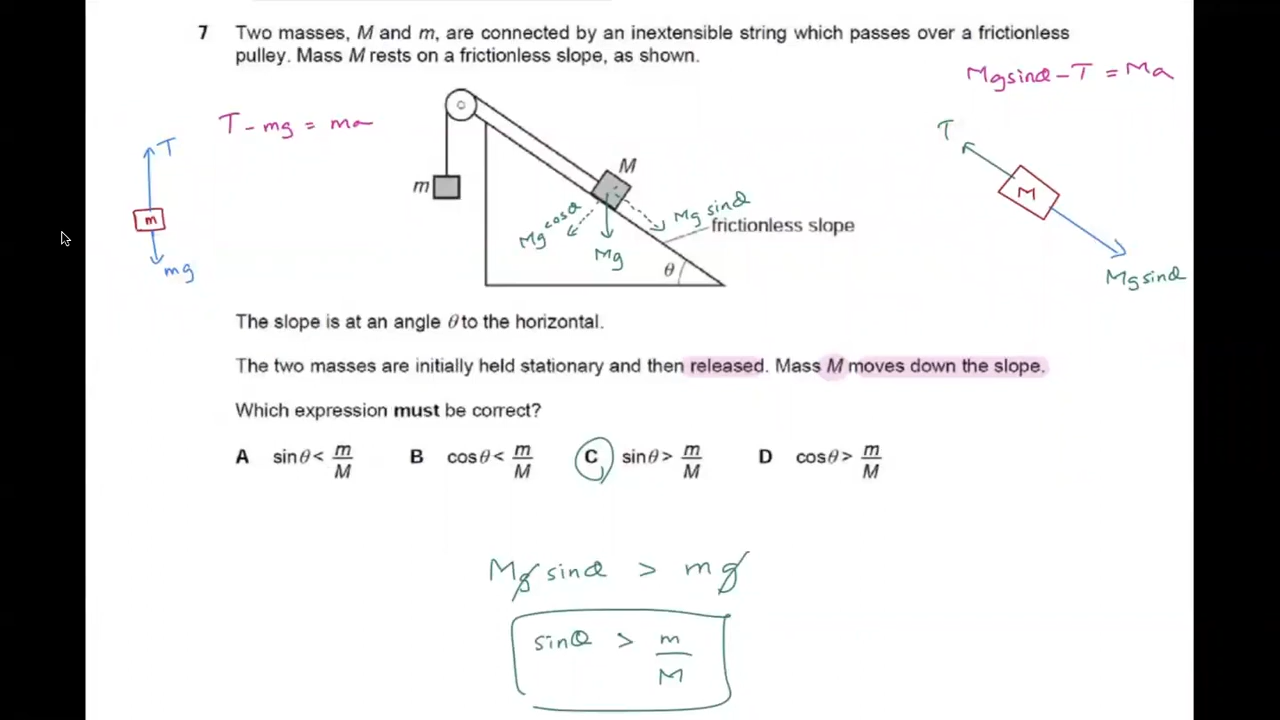 7 Two masses, M and m, are connected by an inextensible string which passes over a frictionless
pulley. Mass M rests on a frictionless slope, as shown.
Mg sinθ − T = Ma
T − mg = ma
T
m
mg
m
M
Mg cosθ
Mg
Mg sinθ
frictionless slope
θ
T
M
Mg sinθ
The slope is at an angle θ to the horizontal.
The two masses are initially held stationary and then released. Mass M moves down the slope.
Which expression must be correct?
A sinθ < m/M B cosθ < m/M C sinθ > m/M D cosθ > m/M
Mg sinθ > mg
sinθ > m/M